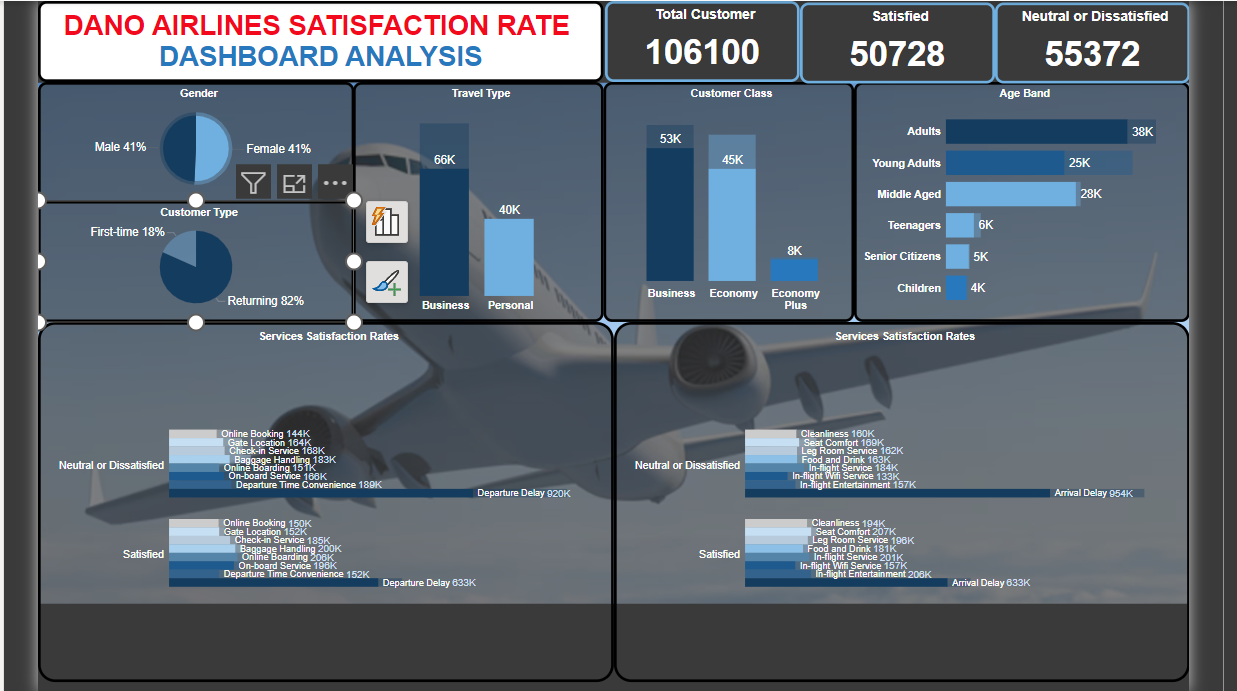 DANO AIRLINES SATISFACTION RATE
DASHBOARD ANALYSIS
Total Customer
106100
Satisfied
50728
Neutral or Dissatisfied
55372
Gender
Male 41%
Female 41%
Customer Type
First-time 18%
Returning 82%
Travel Type
66K
40K
Business
Personal
Customer Class
53K
45K
8K
Business
Economy
Economy
Plus
Age Band
Adults
38K
Young Adults
25K
Middle Aged
28K
Teenagers
6K
Senior Citizens
5K
Children
4K
Services Satisfaction Rates
Neutral or Dissatisfied
Online Booking 144K
Gate Location 164K
Check-in Service 168K
Baggage Handling 183K
Online Boarding 151K
On-board Service 166K
Departure Time Convenience 189K
Departure Delay 920K
Satisfied
Online Booking 150K
Gate Location 152K
Check-in Service 185K
Baggage Handling 200K
Online Boarding 206K
On-board Service 196K
Departure Time Convenience 152K
Departure Delay 633K
Services Satisfaction Rates
Neutral or Dissatisfied
Cleanliness 160K
Seat Comfort 169K
Leg Room Service 162K
Food and Drink 163K
In-flight Service 184K
In-flight Wifi Service 133K
In-flight Entertainment 157K
Arrival Delay 954K
Satisfied
Cleanliness 194K
Seat Comfort 207K
Leg Room Service 196K
Food and Drink 181K
In-flight Service 201K
In-flight Wifi Service 157K
In-flight Entertainment 206K
Arrival Delay 633K